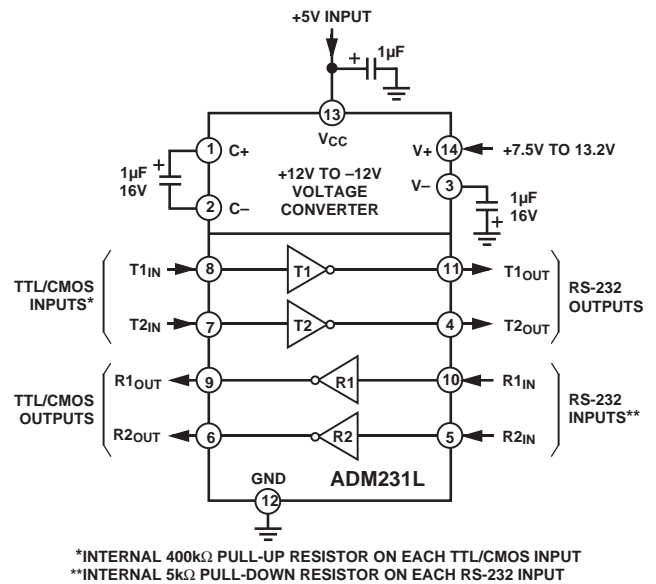 +5V INPUT
1µF
+
13
VCC
1
C+
V+
14
+7.5V TO 13.2V
1µF
16V
+
+12V TO –12V
VOLTAGE
CONVERTER
V–
3
2
C–
+
1µF
16V
TTL/CMOS
INPUTS*
T1IN
8
T1
11
T1OUT
RS-232
OUTPUTS
T2IN
7
T2
4
T2OUT
TTL/CMOS
OUTPUTS
R1OUT
9
R1
10
R1IN
RS-232
INPUTS**
R2OUT
6
R2
5
R2IN
GND
ADM231L
12
*INTERNAL 400kΩ PULL-UP RESISTOR ON EACH TTL/CMOS INPUT
**INTERNAL 5kΩ PULL-DOWN RESISTOR ON EACH RS-232 INPUT